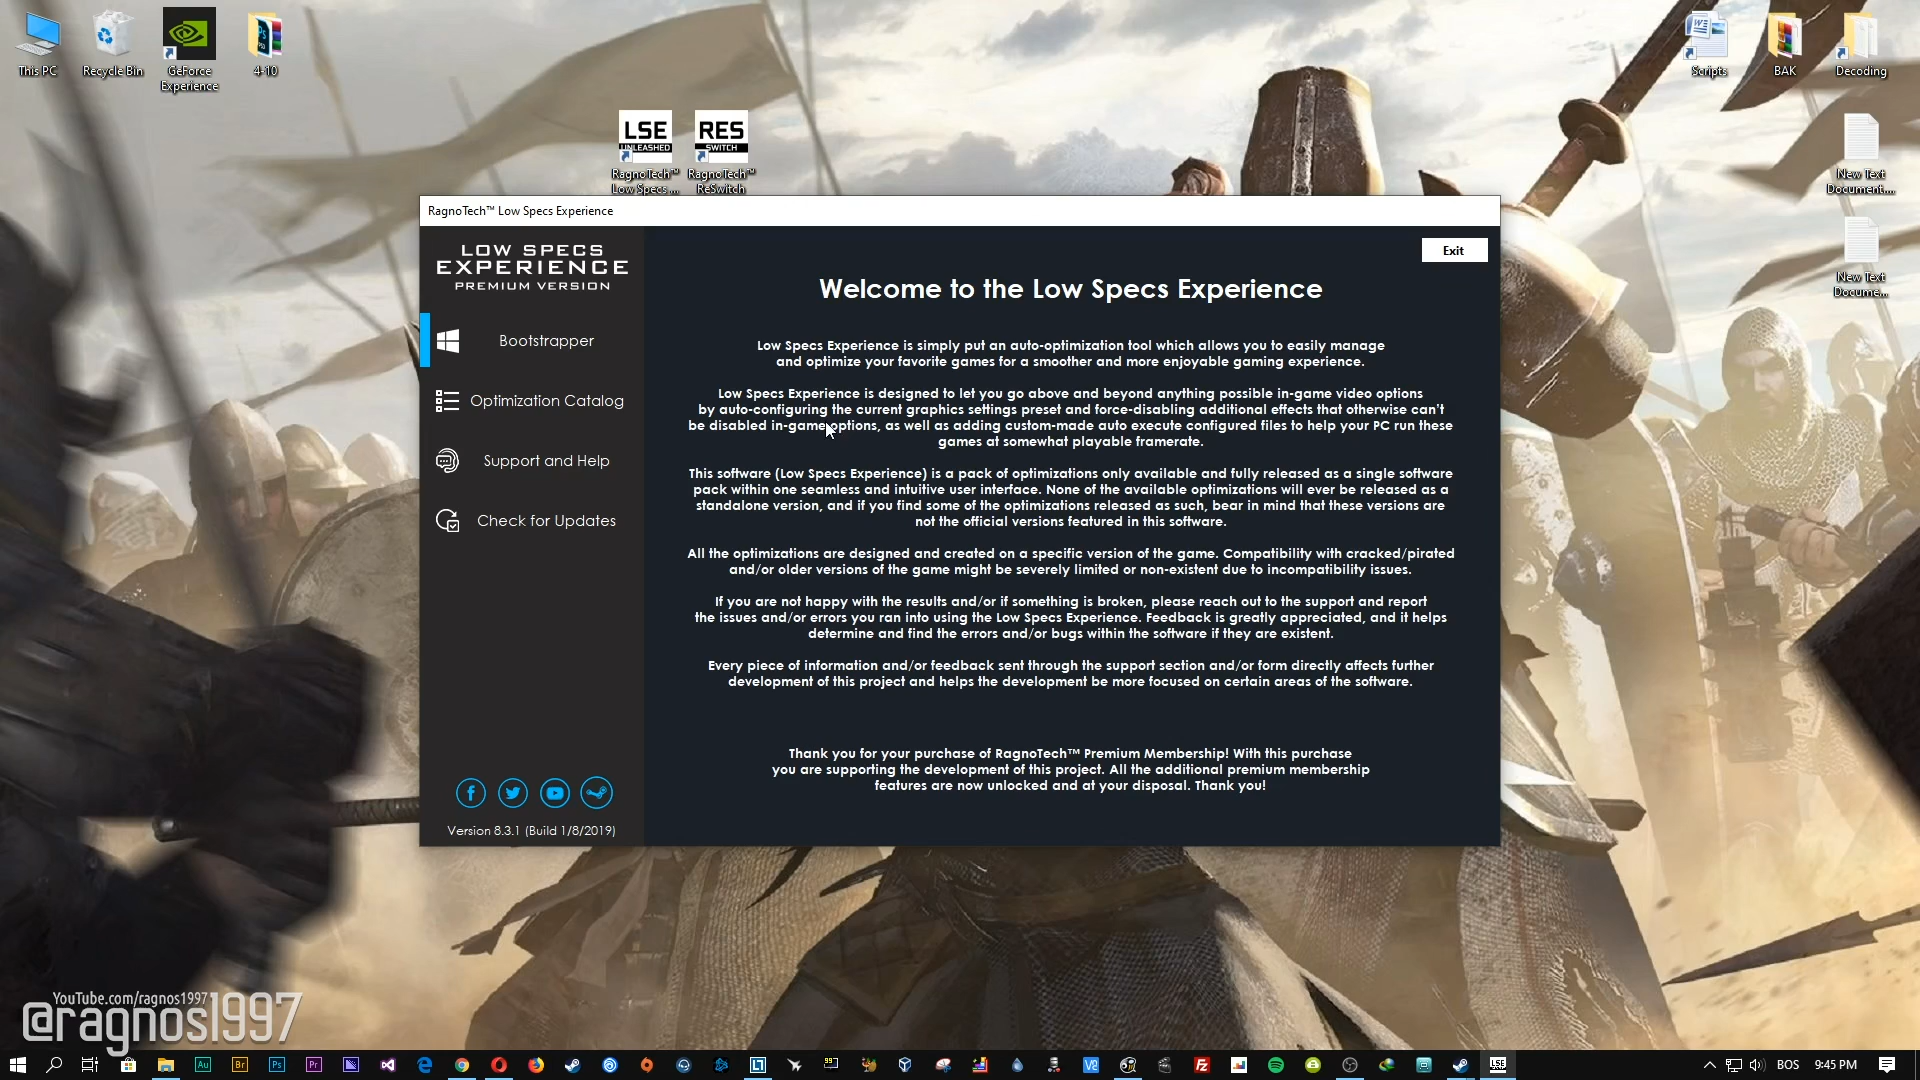 This PC
Recycle Bin
GeForce
Experience
4-10
Scripts
BAK
Decoding
LSE
UNLEASHED
RES
SWITCH
RagnoTech™
Low Specs...
RagnoTech™
ReSwitch
New Text
Document....
New Text
Docume...
RagnoTech™ Low Specs Experience
LOW SPECS
EXPERIENCE
PREMIUM VERSION
Bootstrapper
Optimization Catalog
Support and Help
Check for Updates
Version 8.3.1 (Build 1/8/2019)
Exit
Welcome to the Low Specs Experience
Low Specs Experience is simply put an auto-optimization tool which allows you to easily manage
and optimize your favorite games for a smoother and more enjoyable gaming experience.
Low Specs Experience is designed to let you go above and beyond anything possible in-game video options
by auto-configuring the current graphics settings preset and force-disabling additional effects that otherwise can't
be disabled in-game options, as well as adding custom-made auto execute configured files to help your PC run these
games at somewhat playable framerate.
This software (Low Specs Experience) is a pack of optimizations only available and fully released as a single software
pack within one seamless and intuitive user interface. None of the available optimizations will ever be released as a
standalone version, and if you find some of the optimizations released as such, bear in mind that these versions are
not the official versions featured in this software.
All the optimizations are designed and created on a specific version of the game. Compatibility with cracked/pirated
and/or older versions of the game might be severely limited or non-existent due to incompatibility issues.
If you are not happy with the results and/or if something is broken, please reach out to the support and report
the issues and/or errors you ran into using the Low Specs Experience. Feedback is greatly appreciated, and it helps
determine and find the errors and/or bugs within the software if they are existent.
Every piece of information and/or feedback sent through the support section and/or form directly affects further
development of this project and helps the development be more focused on certain areas of the software.
Thank you for your purchase of RagnoTech™ Premium Membership! With this purchase
you are supporting the development of this project. All the additional premium membership
features are now unlocked and at your disposal. Thank you!
YouTube.com/ragnos1997
@ragnos1997
Au
Br
Ps
Pr
LSE
BOS
9:45 PM